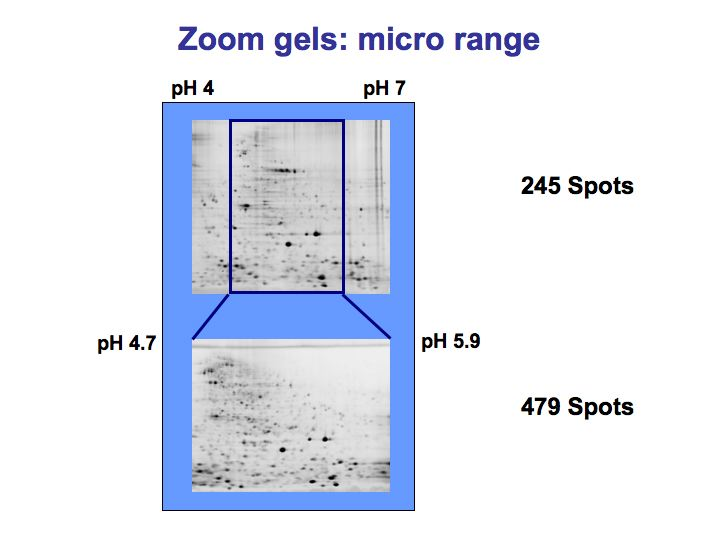 Zoom gels: micro range
pH 4
pH 7
245 Spots
pH 4.7
pH 5.9
479 Spots